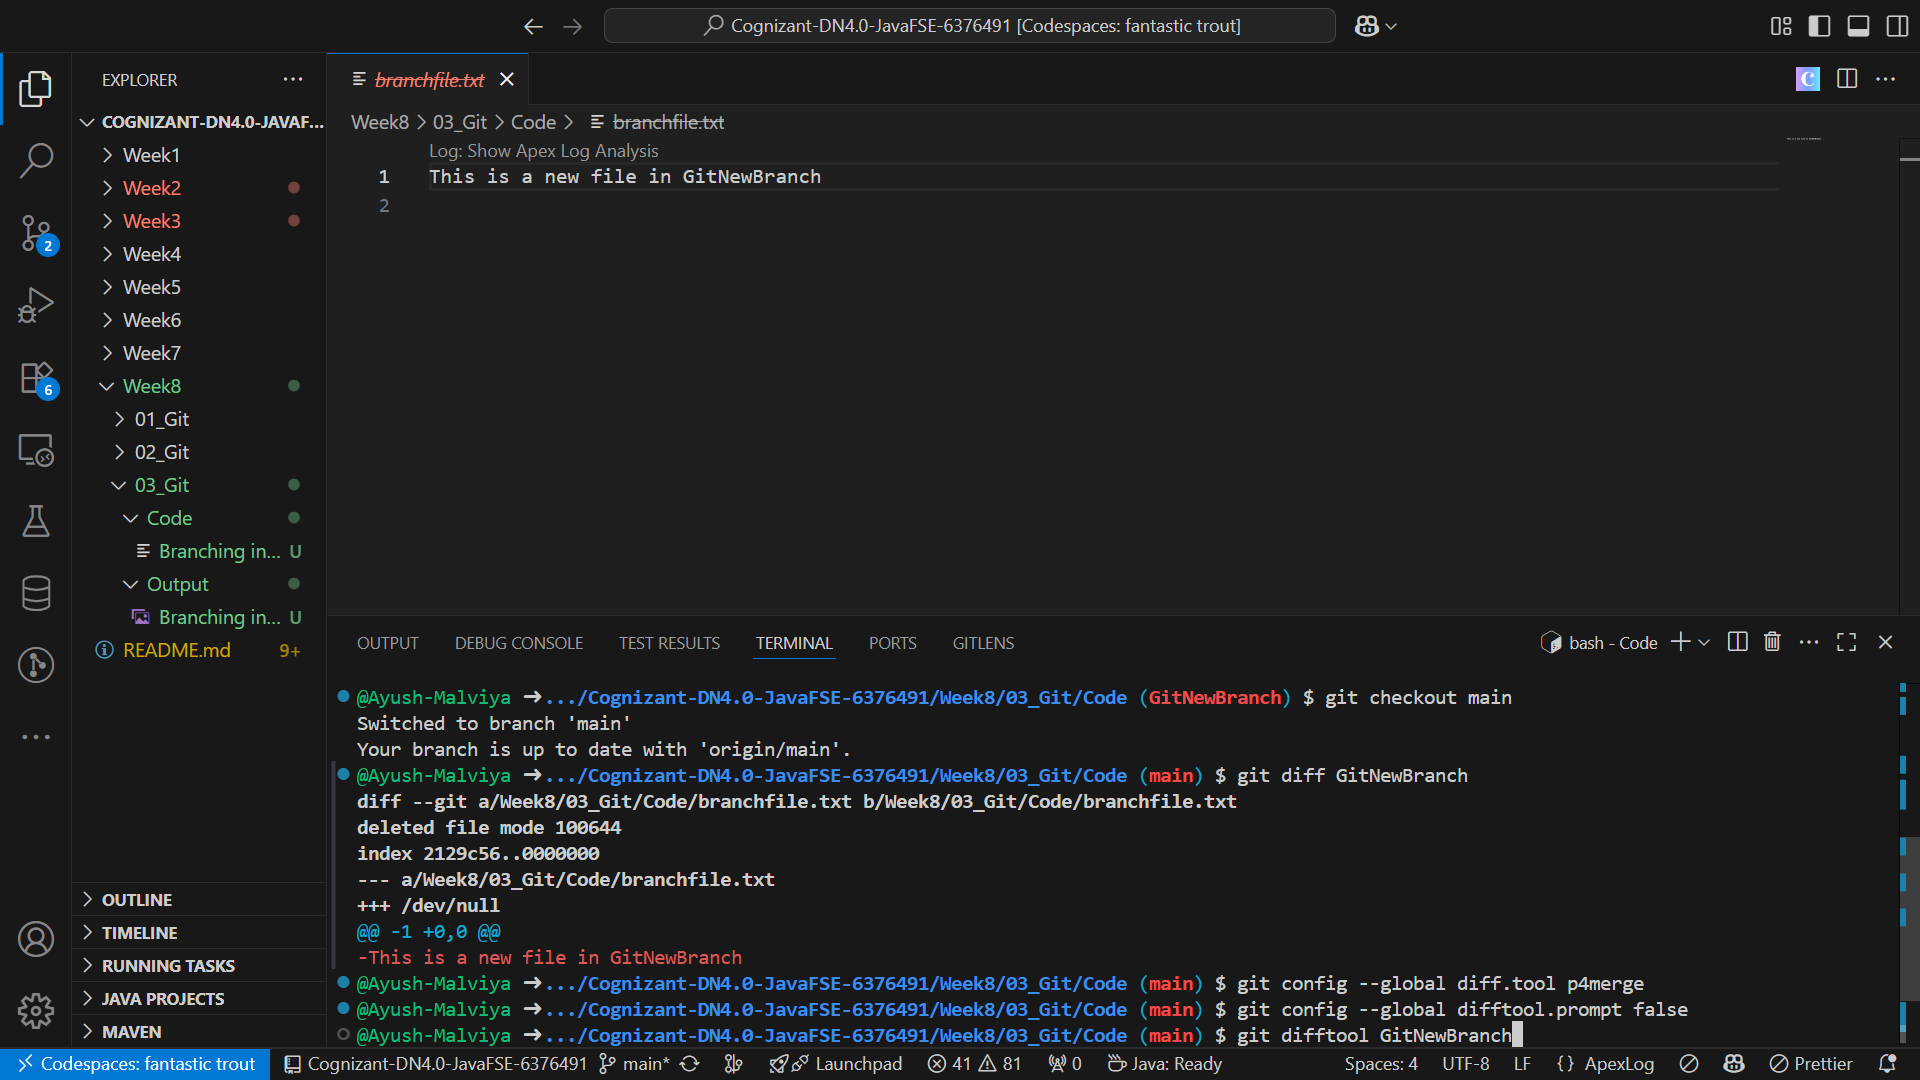 Cognizant-DN4.0-JavaFSE-6376491 [Codespaces: fantastic trout]
EXPLORER
COGNIZANT-DN4.0-JAVAF...
Week1
Week2
Week3
Week4
Week5
Week6
Week7
Week8
01_Git
02_Git
03_Git
Code
Branching in... U
Output
Branching in... U
README.md 9+
OUTLINE
TIMELINE
RUNNING TASKS
JAVA PROJECTS
MAVEN
2
6
branchfile.txt
C
Week8 > 03_Git > Code > branchfile.txt
Log: Show Apex Log Analysis
1 This is a new file in GitNewBranch
2
OUTPUT DEBUG CONSOLE TEST RESULTS TERMINAL PORTS GITLENS
bash - Code
@Ayush-Malviya ➜.../Cognizant-DN4.0-JavaFSE-6376491/Week8/03_Git/Code (GitNewBranch) $ git checkout main
Switched to branch 'main'
Your branch is up to date with 'origin/main'.
@Ayush-Malviya ➜.../Cognizant-DN4.0-JavaFSE-6376491/Week8/03_Git/Code (main) $ git diff GitNewBranch
diff --git a/Week8/03_Git/Code/branchfile.txt b/Week8/03_Git/Code/branchfile.txt
deleted file mode 100644
index 2129c56..0000000
--- a/Week8/03_Git/Code/branchfile.txt
+++ /dev/null
@@ -1 +0,0 @@
-This is a new file in GitNewBranch
@Ayush-Malviya ➜.../Cognizant-DN4.0-JavaFSE-6376491/Week8/03_Git/Code (main) $ git config --global diff.tool p4merge
@Ayush-Malviya ➜.../Cognizant-DN4.0-JavaFSE-6376491/Week8/03_Git/Code (main) $ git config --global difftool.prompt false
@Ayush-Malviya ➜.../Cognizant-DN4.0-JavaFSE-6376491/Week8/03_Git/Code (main) $ git difftool GitNewBranch
Codespaces: fantastic trout Cognizant-DN4.0-JavaFSE-6376491 main* Launchpad 41 81 0 Java: Ready Spaces: 4 UTF-8 LF {} ApexLog Prettier